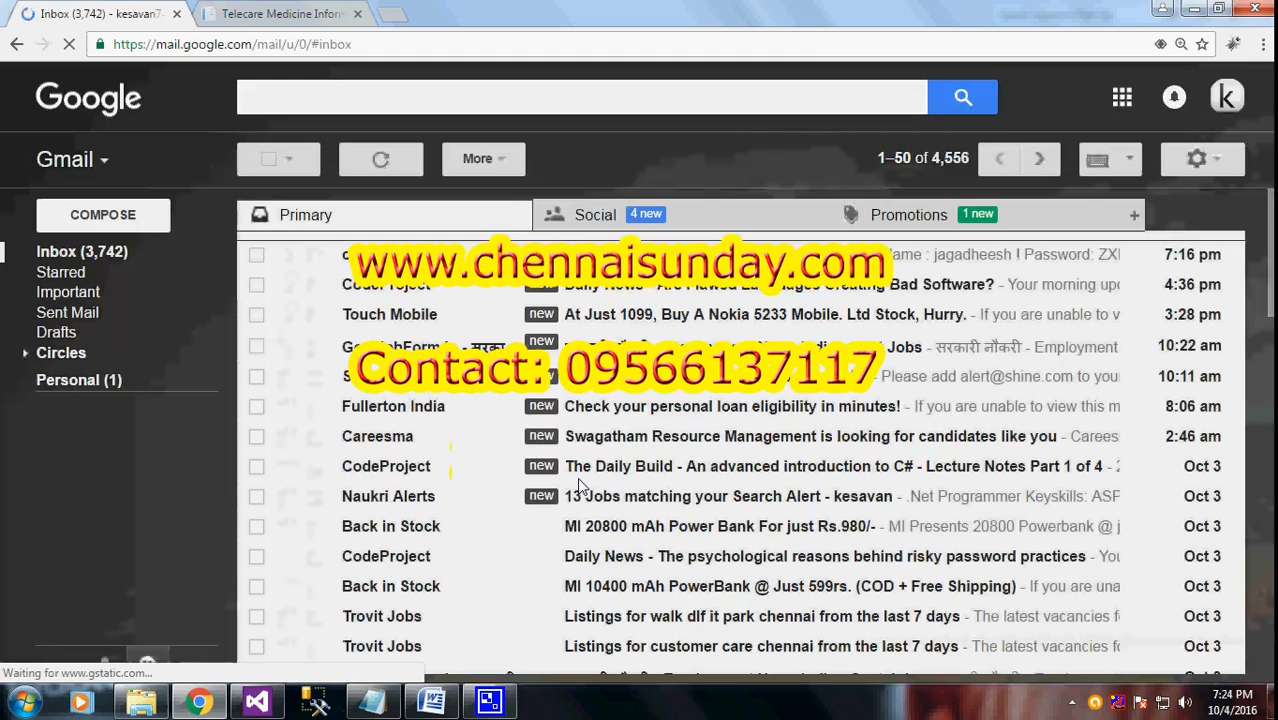 Inbox (3,742) - kesavan7
Telecare Medicine Inform
https://mail.google.com/mail/u/0/#inbox
Google
Gmail
More
1–50 of 4,556
COMPOSE
Primary
Social 4 new
Promotions 1 new
Inbox (3,742)
Starred
Important
Sent Mail
Drafts
Circles
Personal (1)
www.chennaisunday.com
Contact: 09566137117
: jagadheesh ! Password: ZX 7:16 pm
Bad Software? - Your morning up 4:36 pm
Touch Mobile new At Just 1099, Buy A Nokia 5233 Mobile. Ltd Stock, Hurry. - If you are unable to v 3:28 pm
new Jobs - सरकारी नौकरी - Employment 10:22 am
Please add alert@shine.com to your 10:11 am
Fullerton India new Check your personal loan eligibility in minutes! - If you are unable to view this m 8:06 am
Careesma new Swagatham Resource Management is looking for candidates like you - Carees 2:46 am
CodeProject new The Daily Build - An advanced introduction to C# - Lecture Notes Part 1 of 4 - 2 Oct 3
Naukri Alerts new 13 Jobs matching your Search Alert - kesavan - .Net Programmer Keyskills: ASF Oct 3
Back in Stock MI 20800 mAh Power Bank For just Rs.980/- - MI Presents 20800 Powerbank @ j Oct 3
CodeProject Daily News - The psychological reasons behind risky password practices - You Oct 3
Back in Stock MI 10400 mAh PowerBank @ Just 599rs. (COD + Free Shipping) - If you are una Oct 3
Trovit Jobs Listings for walk dlf it park chennai from the last 7 days - The latest vacancies f Oct 3
Trovit Jobs Listings for customer care chennai from the last 7 days - The latest vacancies f Oct 3
Waiting for www.gstatic.com...
7:24 PM
10/4/2016